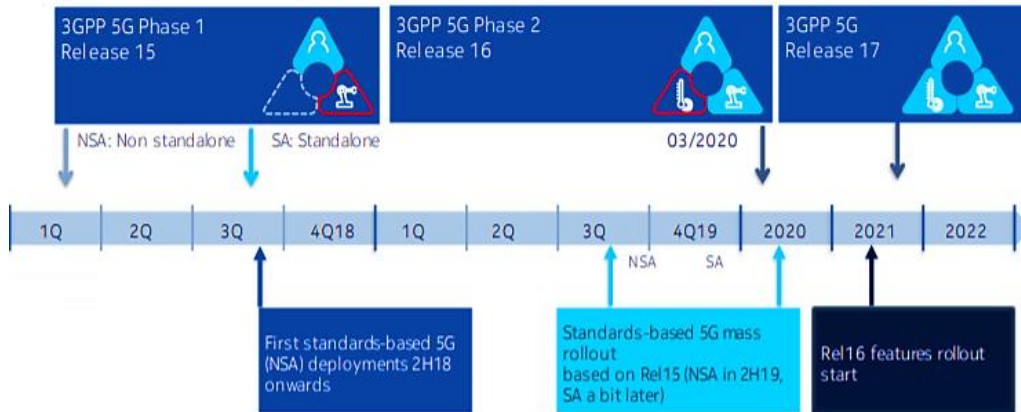 3GPP 5G Phase 1
Release 15
3GPP 5G Phase 2
Release 16
3GPP 5G
Release 17
NSA: Non standalone
SA: Standalone
03/2020
1Q
2Q
3Q
4Q18
1Q
2Q
3Q
4Q19
2020
2021
2022
NSA
SA
First standards-based 5G
(NSA) deployments 2H18
onwards
Standards-based 5G mass
rollout
based on Rel15 (NSA in 2H19,
SA a bit later)
Rel16 features rollout
start